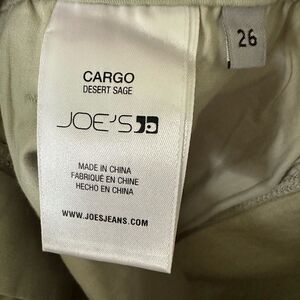 CARGO
DESERT SAGE
JOE'S
MADE IN CHINA
FABRIQUÉ EN CHINE
HECHO EN CHINA
WWW.JOESJEANS.COM
26